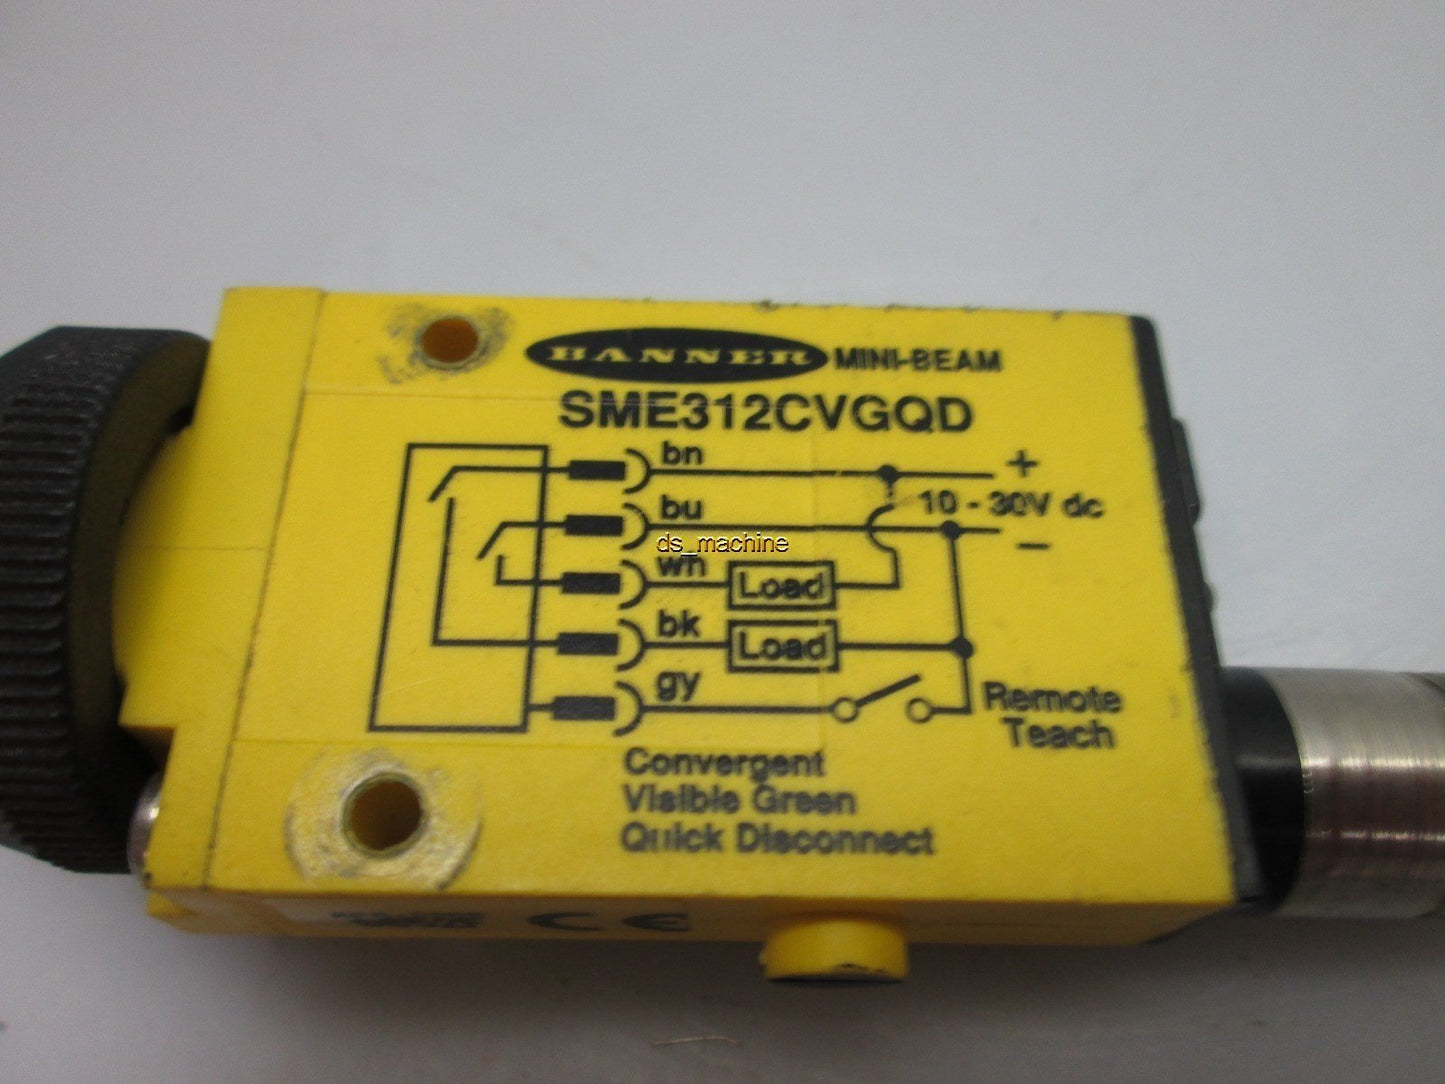 BANNER MINI-BEAM
SME312CVGQD
bn
+
10 - 30V dc
bu
−
ds_machine
wh
Load
bk
Load
gy
Remote
Teach
Convergent
Visible Green
Quick Disconnect
CE